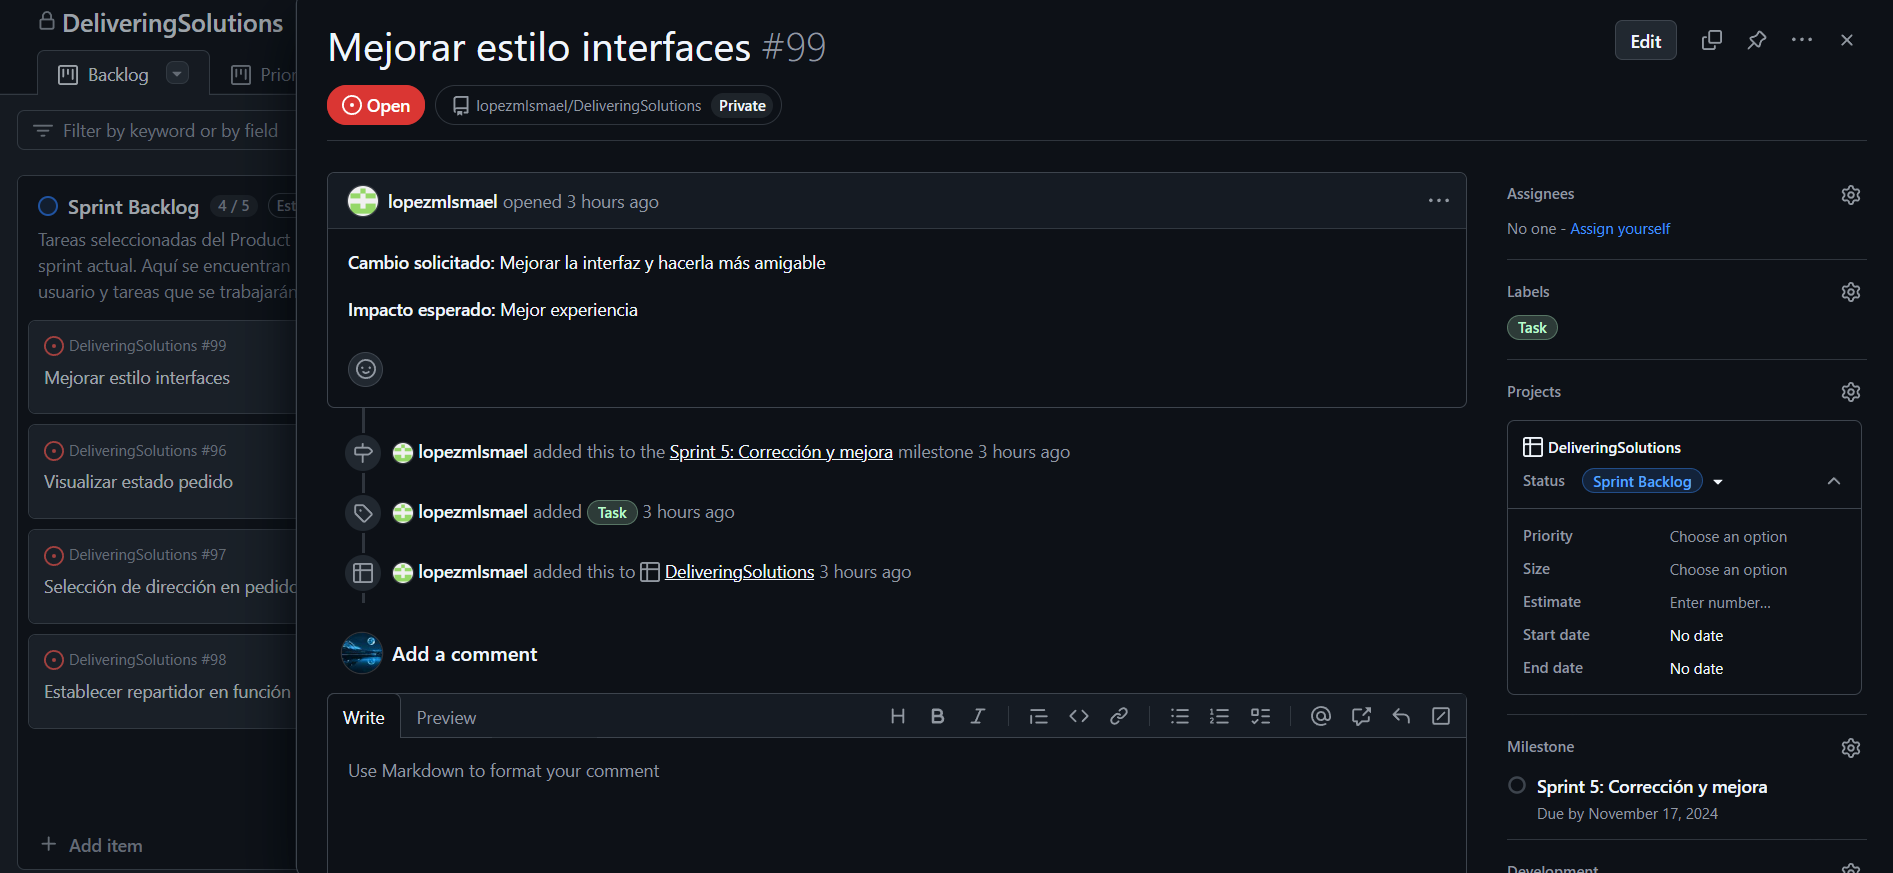 DeliveringSolutions
Backlog
Prior
Filter by keyword or by field
Sprint Backlog 4 / 5 Est
Tareas seleccionadas del Product
sprint actual. Aquí se encuentran
usuario y tareas que se trabajarán
DeliveringSolutions #99
Mejorar estilo interfaces
DeliveringSolutions #96
Visualizar estado pedido
DeliveringSolutions #97
Selección de dirección en pedido
DeliveringSolutions #98
Establecer repartidor en función
Add item
Mejorar estilo interfaces #99
Edit
Open
lopezmIsmael/DeliveringSolutions Private
lopezmIsmael opened 3 hours ago
Cambio solicitado: Mejorar la interfaz y hacerla más amigable
Impacto esperado: Mejor experiencia
lopezmIsmael added this to the Sprint 5: Corrección y mejora milestone 3 hours ago
lopezmIsmael added Task 3 hours ago
lopezmIsmael added this to DeliveringSolutions 3 hours ago
Add a comment
Write
Preview
Use Markdown to format your comment
Assignees
No one - Assign yourself
Labels
Task
Projects
DeliveringSolutions
Status Sprint Backlog
Priority Choose an option
Size Choose an option
Estimate Enter number...
Start date No date
End date No date
Milestone
Sprint 5: Corrección y mejora
Due by November 17, 2024
Development